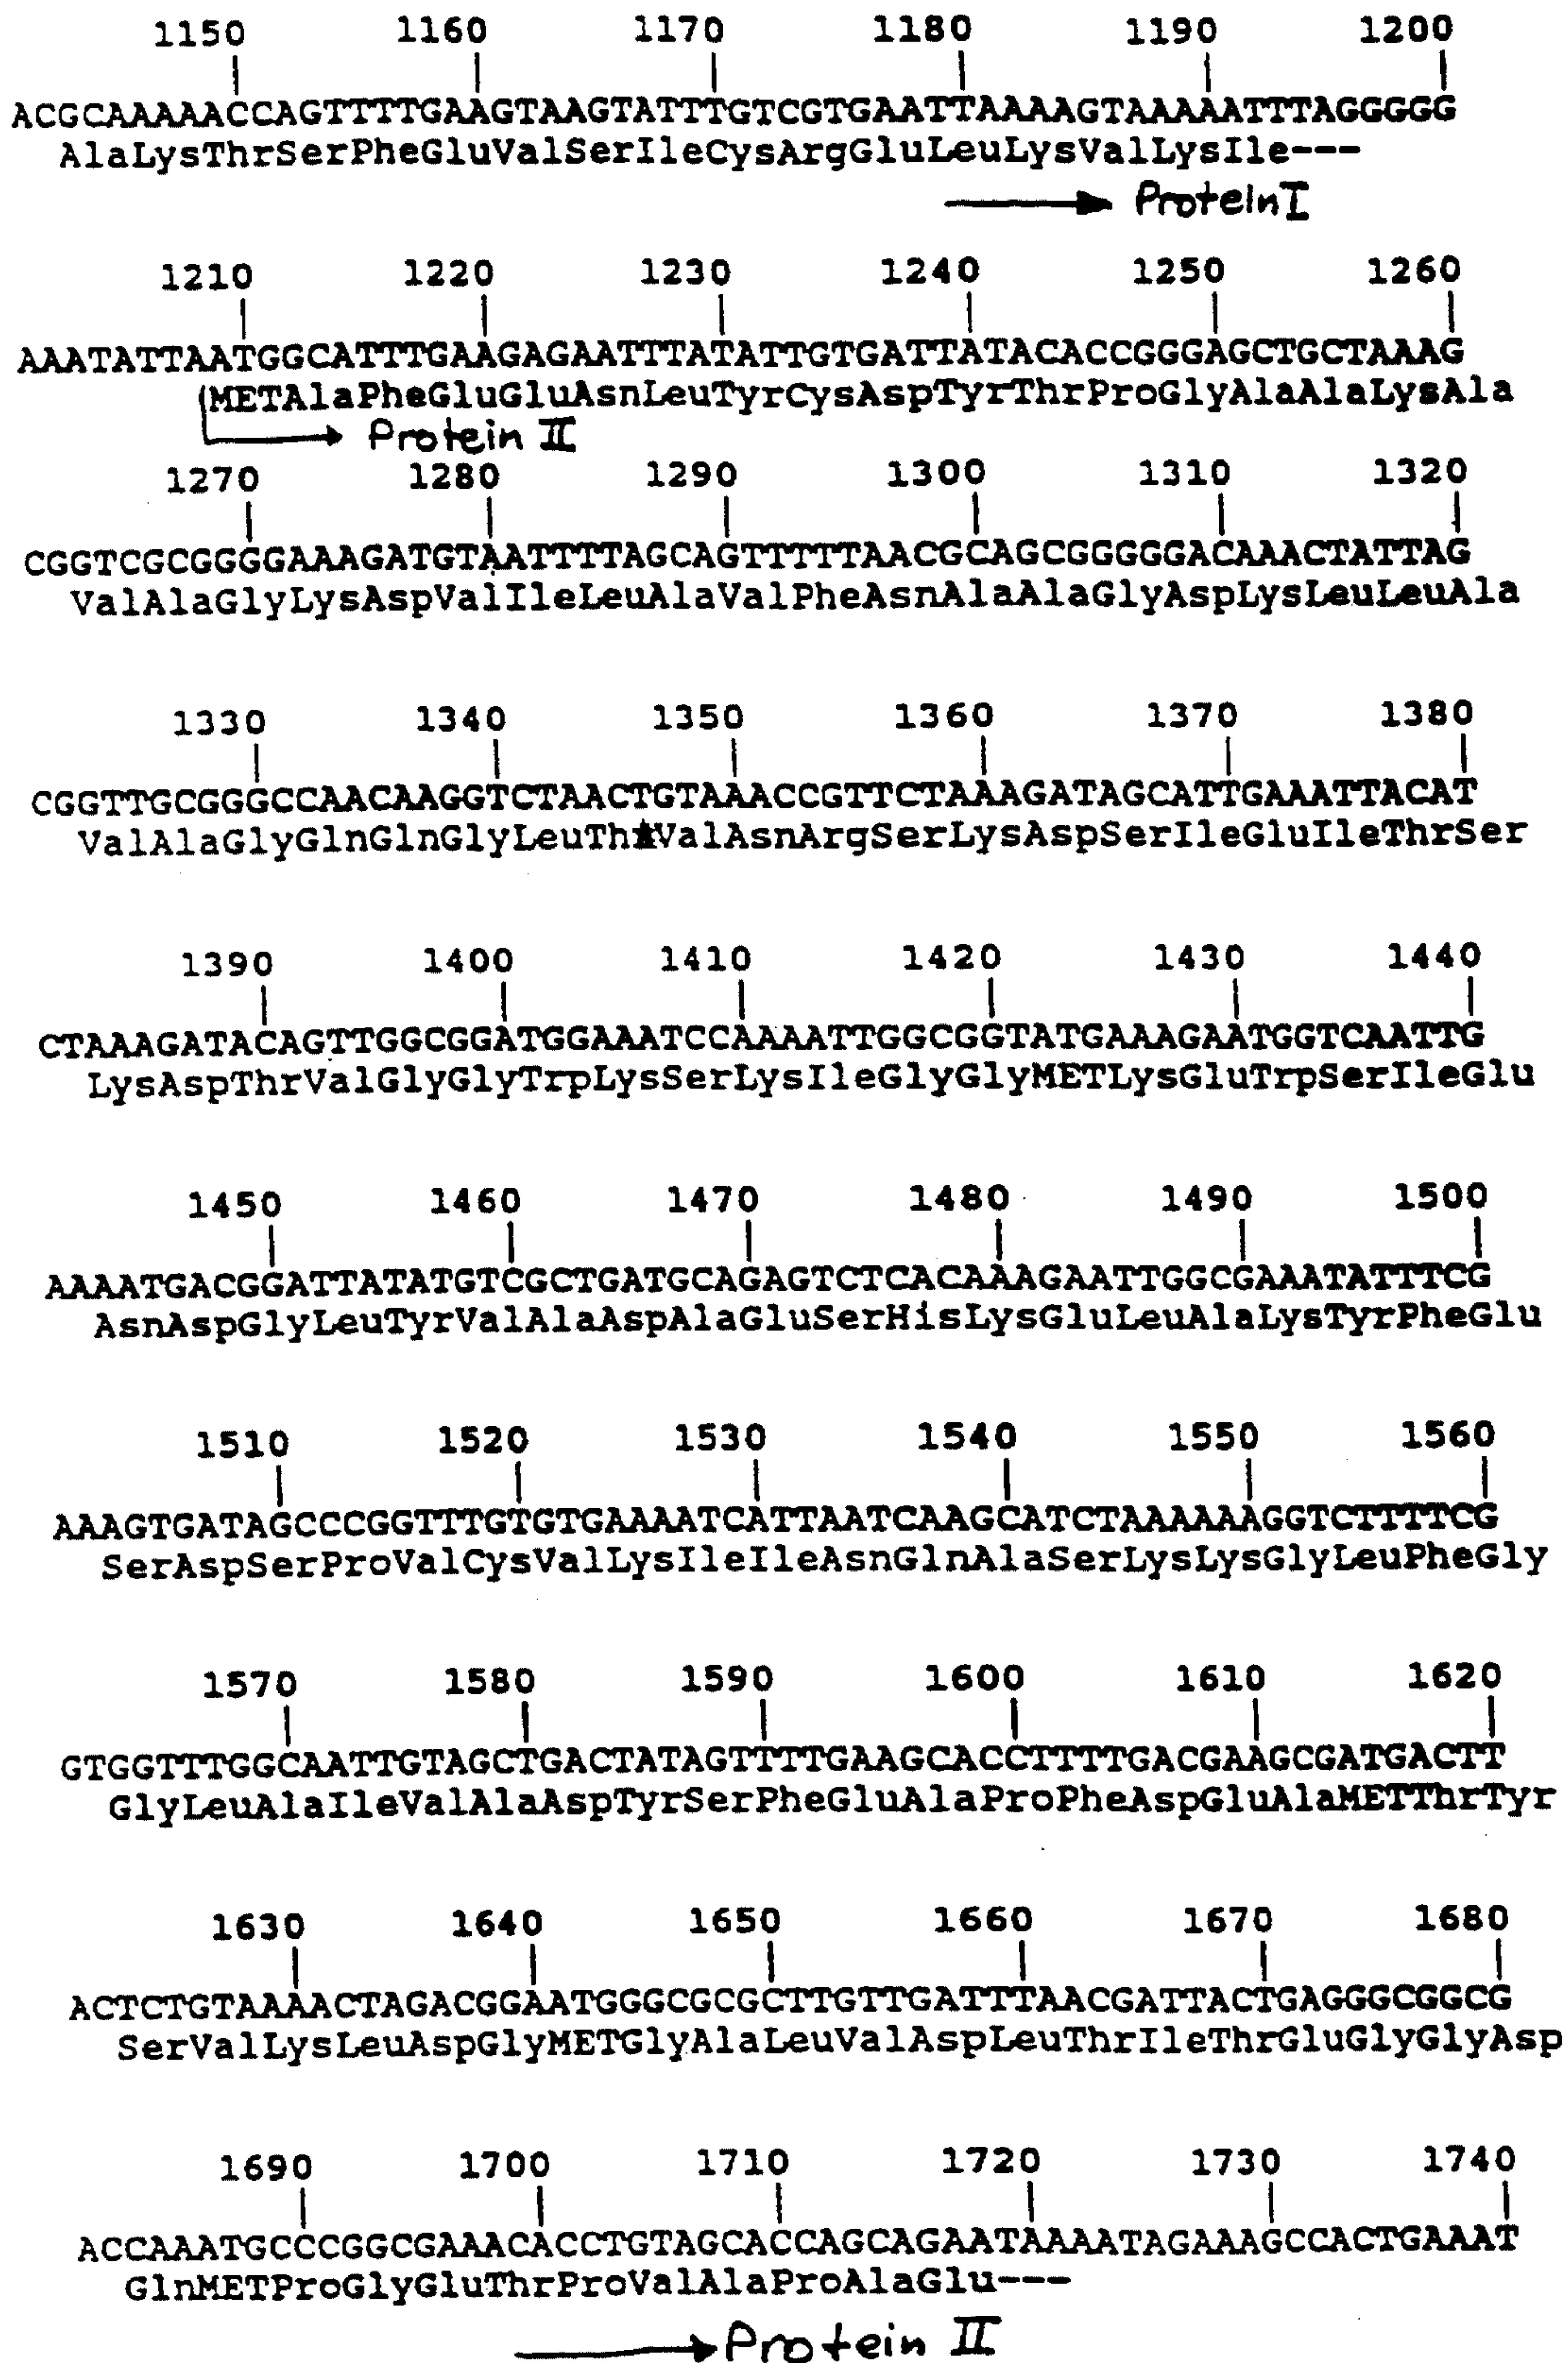 1150 1160 1170 1180 1190 1200
ACGCAAAAACCAGTTTTGAAGTAAGTATTTGTCGTGAATTAAAAGTAAAAATTTAGGGGG
AlaLysThrSerPheGluValSerIleCysArgGluLeuLysValLysIle---
Protein I
1210 1220 1230 1240 1250 1260
AAATATTAATGGCATTTGAAGAGAATTTATATTGTGATTATACACCGGGAGCTGCTAAAG
(METAlaPheGluGluAsnLeuTyrCysAspTyrThrProGlyAlaAlaLysAla
Protein II
1270 1280 1290 1300 1310 1320
CGGTCGCGGGGAAAGATGTAATTTTAGCAGTTTTTAACGCAGCGGGGGACAAACTATTAG
ValAlaGlyLysAspValIleLeuAlaValPheAsnAlaAlaGlyAspLysLeuLeuAla
1330 1340 1350 1360 1370 1380
CGGTTGCGGGCCAACAAGGTCTAACTGTAAACCGTTCTAAAGATAGCATTGAAATTACAT
ValAlaGlyGlnGlnGlyLeuThrValAsnArgSerLysAspSerIleGluIleThrSer
1390 1400 1410 1420 1430 1440
CTAAAGATACAGTTGGCGGATGGAAATCCAAAATTGGCGGTATGAAAGAATGGTCAATTG
LysAspThrValGlyGlyTrpLysSerLysIleGlyGlyMETLysGluTrpSerIleGlu
1450 1460 1470 1480 1490 1500
AAAATGACGGATTATATGTCGCTGATGCAGAGTCTCACAAAGAATTGGCGAAATATTTCG
AsnAspGlyLeuTyrValAlaAspAlaGluSerHisLysGluLeuAlaLysTyrPheGlu
1510 1520 1530 1540 1550 1560
AAAGTGATAGCCCGGTTTGTGTGAAAATCATTAATCAAGCATCTAAAAAAGGTCTTTTCG
SerAspSerProValCysValLysIleIleAsnGlnAlaSerLysLysGlyLeuPheGly
1570 1580 1590 1600 1610 1620
GTGGTTTGGCAATTGTAGCTGACTATAGTTTTGAAGCACCTTTTGACGAAGCGATGACTT
GlyLeuAlaIleValAlaAspTyrSerPheGluAlaProPheAspGluAlaMETThrTyr
1630 1640 1650 1660 1670 1680
ACTCTGTAAAACTAGACGGAATGGGCGCGCTTGTTGATTTAACGATTACTGAGGGCGGCG
SerValLysLeuAspGlyMETGlyAlaLeuValAspLeuThrIleThrGluGlyGlyAsp
1690 1700 1710 1720 1730 1740
ACCAAATGCCCGGCGAAACACCTGTAGCACCAGCAGAATAAAATAGAAAGCCACTGAAAT
GlnMETProGlyGluThrProValAlaProAlaGlu---
Protein II